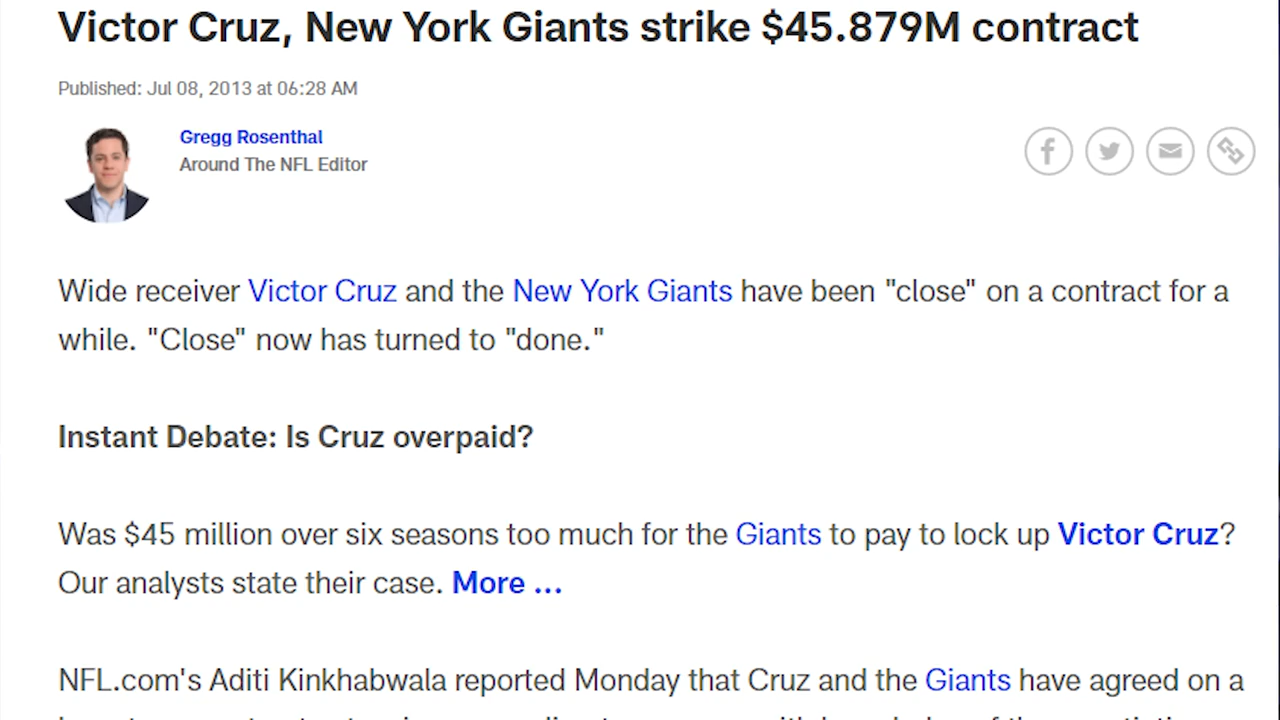 Victor Cruz, New York Giants strike $45.879M contract
Published: Jul 08, 2013 at 06:28 AM
Gregg Rosenthal
Around The NFL Editor
Wide receiver Victor Cruz and the New York Giants have been "close" on a contract for a
while. "Close" now has turned to "done."
Instant Debate: Is Cruz overpaid?
Was $45 million over six seasons too much for the Giants to pay to lock up Victor Cruz?
Our analysts state their case. More ...
NFL.com's Aditi Kinkhabwala reported Monday that Cruz and the Giants have agreed on a